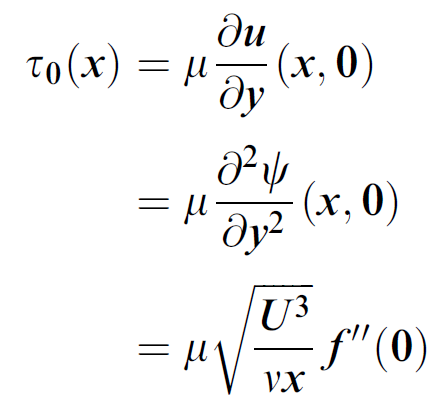 τ₀(x) = μ ∂u/∂y (x, 0)
= μ ∂²ψ/∂y² (x, 0)
= μ √(U³/νx) f″(0)